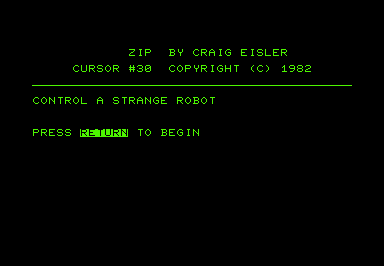 ZIP BY CRAIG EISLER
CURSOR #30 COPYRIGHT (C) 1982
CONTROL A STRANGE ROBOT
PRESS RETURN TO BEGIN